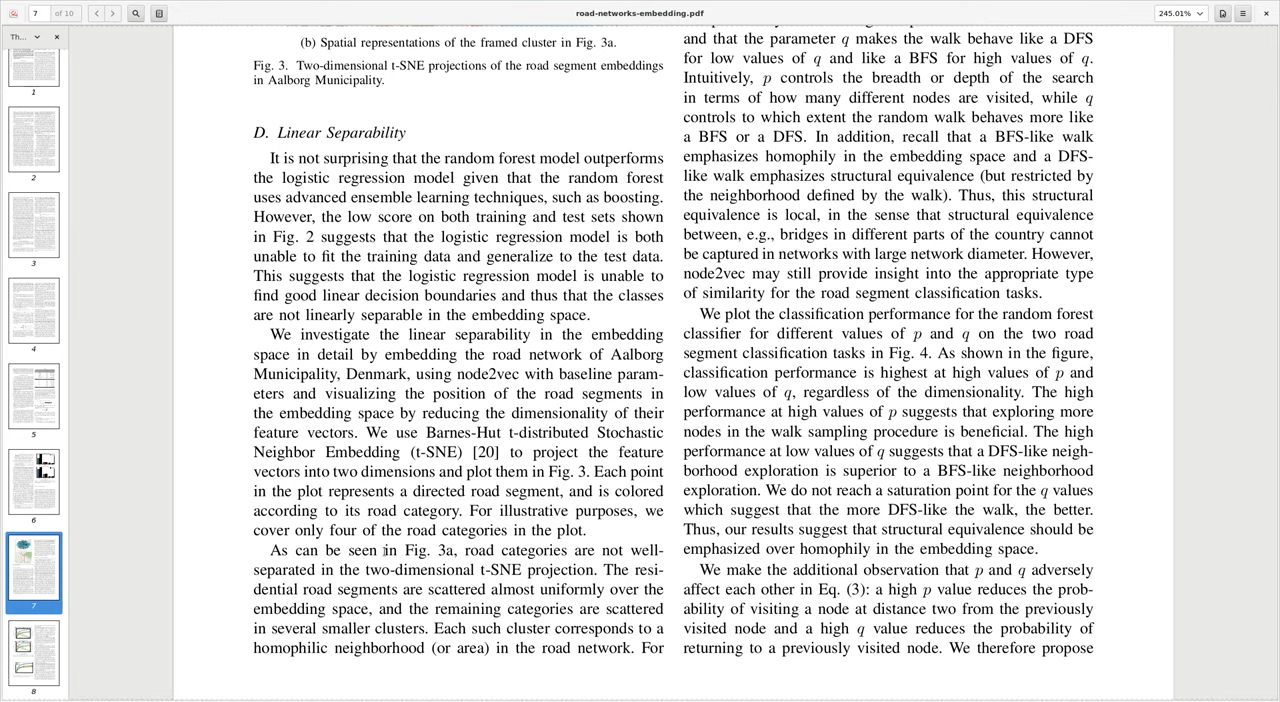 7
of 10
road-networks-embedding.pdf
245.01%
Th...
1
2
3
4
5
6
7
8
(b) Spatial representations of the framed cluster in Fig. 3a.
Fig. 3. Two-dimensional t-SNE projections of the road segment embeddings
in Aalborg Municipality.
D. Linear Separability
It is not surprising that the random forest model outperforms
the logistic regression model given that the random forest
uses advanced ensemble learning techniques, such as boosting.
However, the low score on both training and test sets shown
in Fig. 2 suggests that the logistic regression model is both
unable to fit the training data and generalize to the test data.
This suggests that the logistic regression model is unable to
find good linear decision boundaries and thus that the classes
are not linearly separable in the embedding space.
We investigate the linear separability in the embedding
space in detail by embedding the road network of Aalborg
Municipality, Denmark, using node2vec with baseline param-
eters and visualizing the position of the road segments in
the embedding space by reducing the dimensionality of their
feature vectors. We use Barnes-Hut t-distributed Stochastic
Neighbor Embedding (t-SNE) [20] to project the feature
vectors into two dimensions and plot them in Fig. 3. Each point
in the plot represents a directed road segment, and is colored
according to its road category. For illustrative purposes, we
cover only four of the road categories in the plot.
As can be seen in Fig. 3a, road categories are not well-
separated in the two-dimensional t-SNE projection. The resi-
dential road segments are scattered almost uniformly over the
embedding space, and the remaining categories are scattered
in several smaller clusters. Each such cluster corresponds to a
homophilic neighborhood (or area) in the road network. For
and that the parameter q makes the walk behave like a DFS
for low values of q and like a BFS for high values of q.
Intuitively, p controls the breadth or depth of the search
in terms of how many different nodes are visited, while q
controls to which extent the random walk behaves more like
a BFS or a DFS. In addition, recall that a BFS-like walk
emphasizes homophily in the embedding space and a DFS-
like walk emphasizes structural equivalence (but restricted by
the neighborhood defined by the walk). Thus, this structural
equivalence is local, in the sense that structural equivalence
between, e.g., bridges in different parts of the country cannot
be captured in networks with large network diameter. However,
node2vec may still provide insight into the appropriate type
of similarity for the road segment classification tasks.
We plot the classification performance for the random forest
classifier for different values of p and q on the two road
segment classification tasks in Fig. 4. As shown in the figure,
classification performance is highest at high values of p and
low values of q, regardless of the dimensionality. The high
performance at high values of p suggests that exploring more
nodes in the walk sampling procedure is beneficial. The high
performance at low values of q suggests that a DFS-like neigh-
borhood exploration is superior to a BFS-like neighborhood
exploration. We do not reach a saturation point for the q values
which suggest that the more DFS-like the walk, the better.
Thus, our results suggest that structural equivalence should be
emphasized over homophily in the embedding space.
We make the additional observation that p and q adversely
affect each other in Eq. (3): a high p value reduces the prob-
ability of visiting a node at distance two from the previously
visited node and a high q value reduces the probability of
returning to a previously visited node. We therefore propose